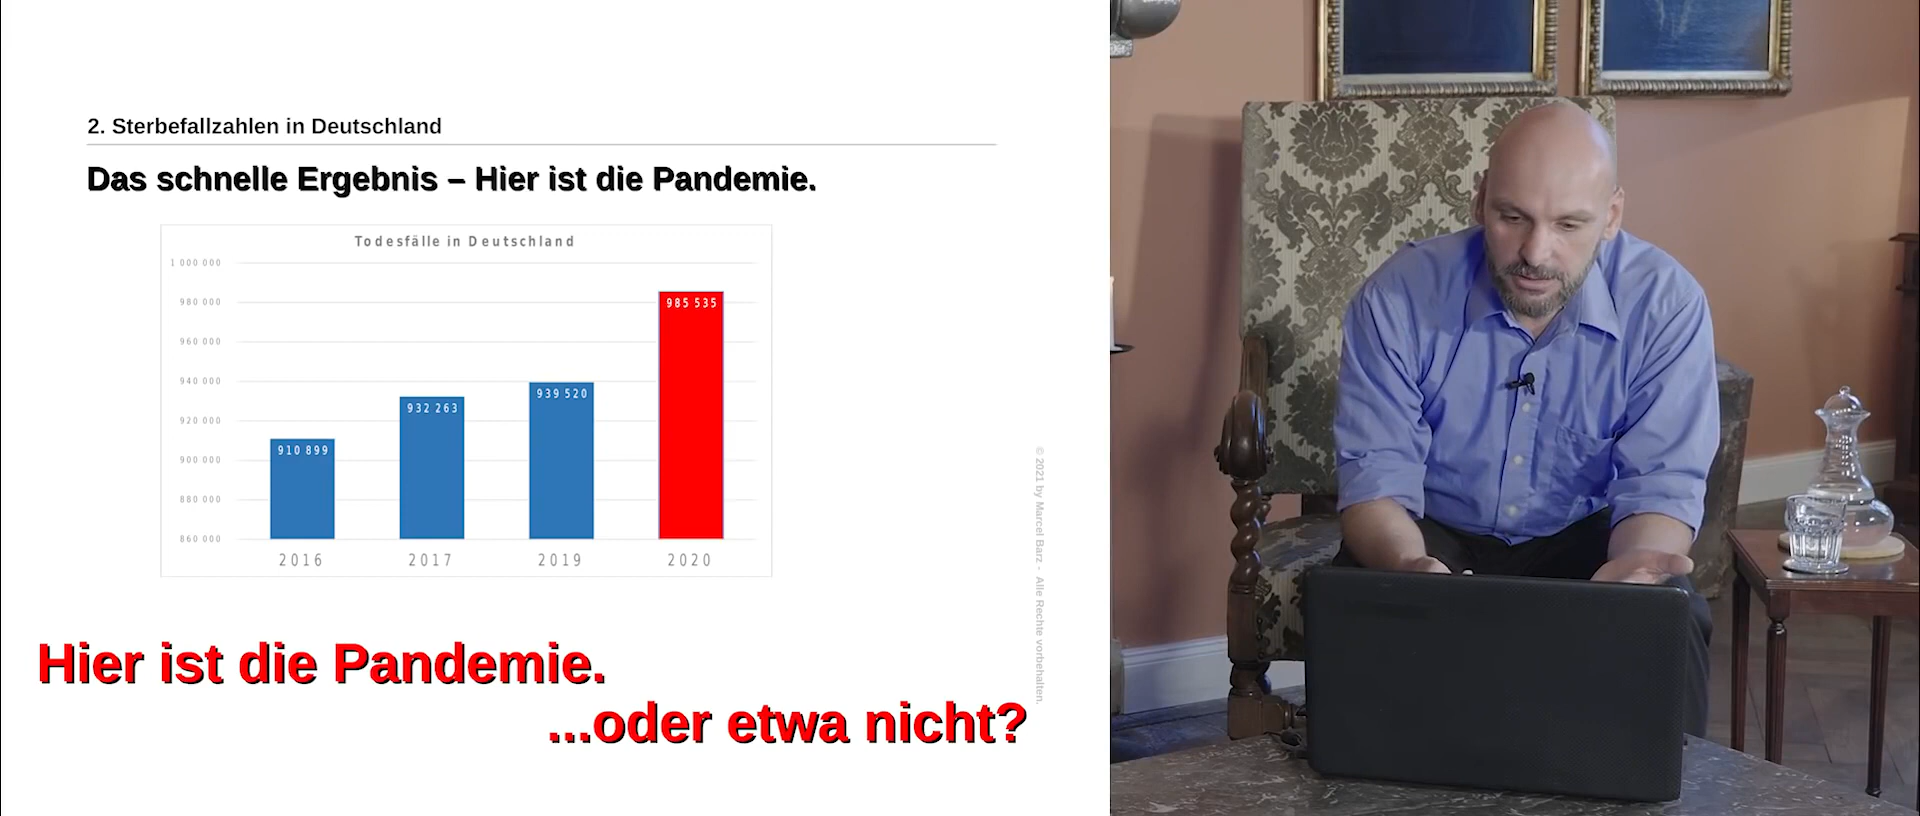 2. Sterbefallzahlen in Deutschland
Das schnelle Ergebnis – Hier ist die Pandemie.
Todesfälle in Deutschland
1 000 000
980 000
960 000
940 000
920 000
900 000
880 000
860 000
910 899
932 263
939 520
985 535
2016
2017
2019
2020
Hier ist die Pandemie.
...oder etwa nicht?
© 2021 by Marcel Barz - Alle Rechte vorbehalten.